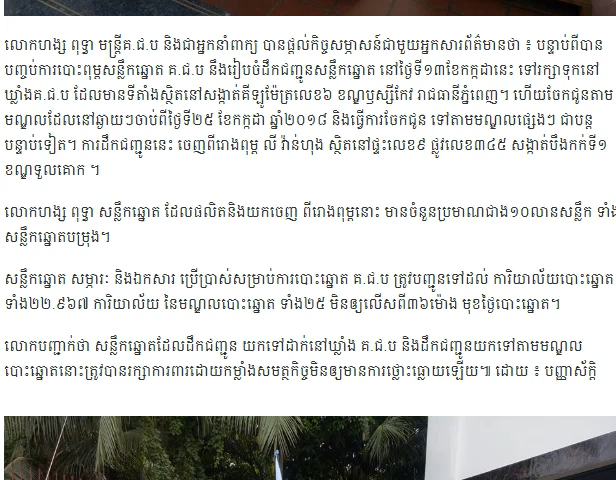 លោកហង្ស ពុទ្ធា មន្ត្រីគ.ជ.ប និងជាអ្នកនាំពាក្យ បានផ្តល់កិច្ចសម្ភាសន៍ជាមួយអ្នកសារព័ត៌មានថា ៖ បន្ទាប់ពីបាន
បញ្ចប់ការបោះពុម្ពសន្លឹកឆ្នោត គ.ជ.ប នឹងរៀបចំដឹកជញ្ជូនសន្លឹកឆ្នោត នៅថ្ងៃទី១៣ខែកក្កដានេះ ទៅរក្សាទុកនៅ
ឃ្លាំងគ.ជ.ប ដែលមានទីតាំងស្ថិតនៅសង្កាត់គីឡូម៉ែត្រលេខ៦ ខណ្ឌឫស្សីកែវ រាជធានីភ្នំពេញ។ ហើយចែកជូនតាម
មណ្ឌលដែលនៅឆ្ងាយៗចាប់ពីថ្ងៃទី២៥ ខែកក្កដា ឆ្នាំ២០១៨ និងធ្វើការចែកជូន ទៅតាមមណ្ឌលផ្សេងៗ ជាបន្ត
បន្ទាប់ទៀត។ ការដឹកជញ្ជូននេះ ចេញពីរោងពុម្ព លី វ៉ាន់ហុង ស្ថិតនៅផ្ទះលេខ៩ ផ្លូវលេខ៣៤៥ សង្កាត់បឹងកក់ទី១
ខណ្ឌទួលគោក ។
លោកហង្ស ពុទ្ធា សន្លឹកឆ្នោត ដែលផលិតនិងយកចេញ ពីរោងពុម្ពនោះ មានចំនួនប្រមាណជាង១០លានសន្លឹក ទាំង
សន្លឹកឆ្នោតបម្រុង។
សន្លឹកឆ្នោត សម្ភារៈ និងឯកសារ ប្រើប្រាស់សម្រាប់ការបោះឆ្នោត គ.ជ.ប ត្រូវបញ្ជូនទៅដល់ ការិយាល័យបោះឆ្នោត
ទាំង២២.៩៦៧ ការិយាល័យ នៃមណ្ឌលបោះឆ្នោត ទាំង២៥ មិនឲ្យលើសពី៣៦ម៉ោង មុខថ្ងៃបោះឆ្នោត។
លោកបញ្ជាក់ថា សន្លឹកឆ្នោតដែលដឹកជញ្ជូន យកទៅដាក់នៅឃ្លាំង គ.ជ.ប និងដឹកជញ្ជូនយកទៅតាមមណ្ឌល
បោះឆ្នោតនោះត្រូវបានរក្សាការពារដោយកម្លាំងសមត្ថកិច្ចមិនឲ្យមានការធ្លោះធ្លោយឡើយ៕ ដោយ ៖ បញ្ញាស័ក្តិ